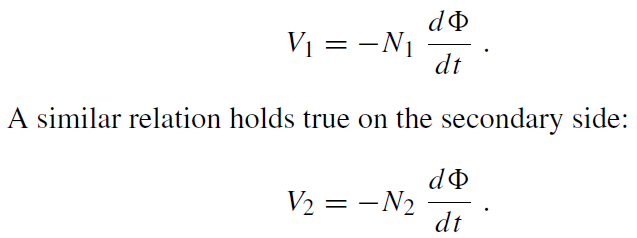 V₁ = −N₁ dΦ/dt .
A similar relation holds true on the secondary side:
V₂ = −N₂ dΦ/dt .